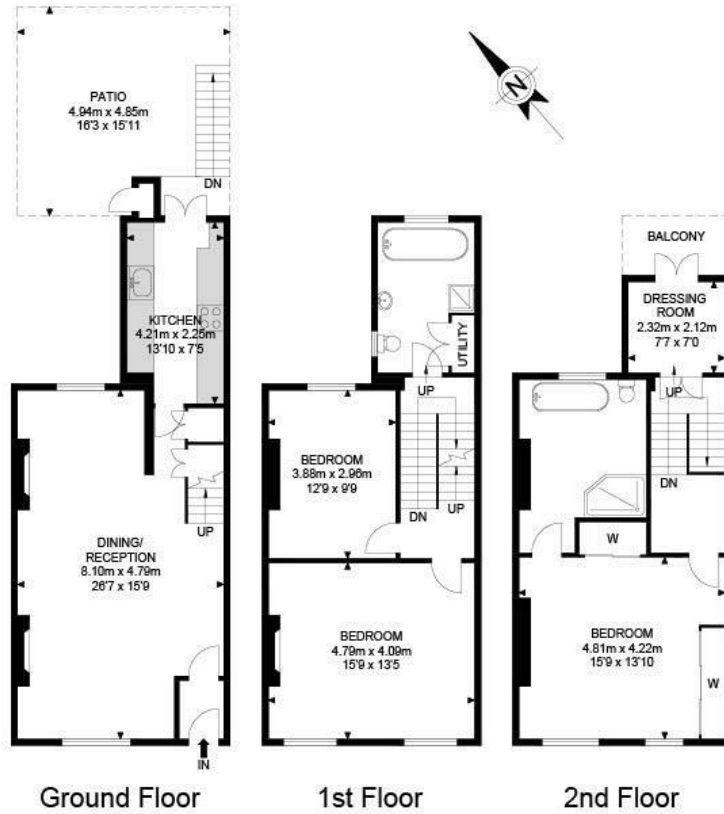 PATIO
4.94m x 4.85m
16'3 x 15'11
DN
N
KITCHEN
4.21m x 2.25m
13'10 x 7'5
UP
DINING/
RECEPTION
8.10m x 4.79m
26'7 x 15'9
IN
Ground Floor
UTILITY
UP
BEDROOM
3.88m x 2.96m
12'9 x 9'9
DN
UP
BEDROOM
4.79m x 4.09m
15'9 x 13'5
1st Floor
BALCONY
DRESSING
ROOM
2.32m x 2.12m
7'7 x 7'0
UP
DN
W
BEDROOM
4.81m x 4.22m
15'9 x 13'10
W
2nd Floor